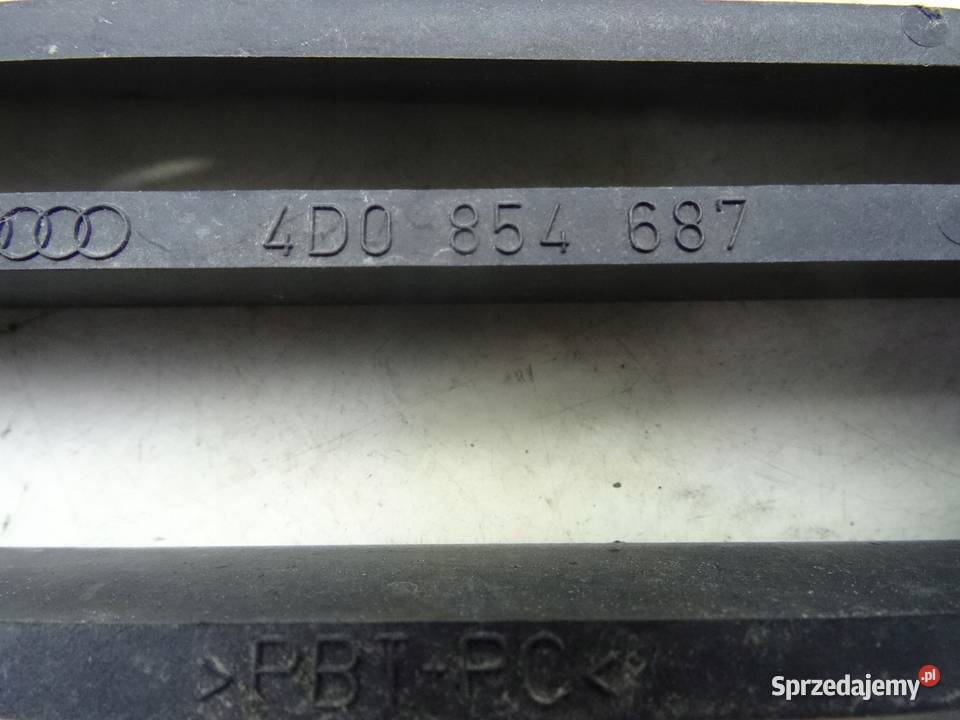 4D0 854 687
>PBT-PC<
Sprzedajemy.pl